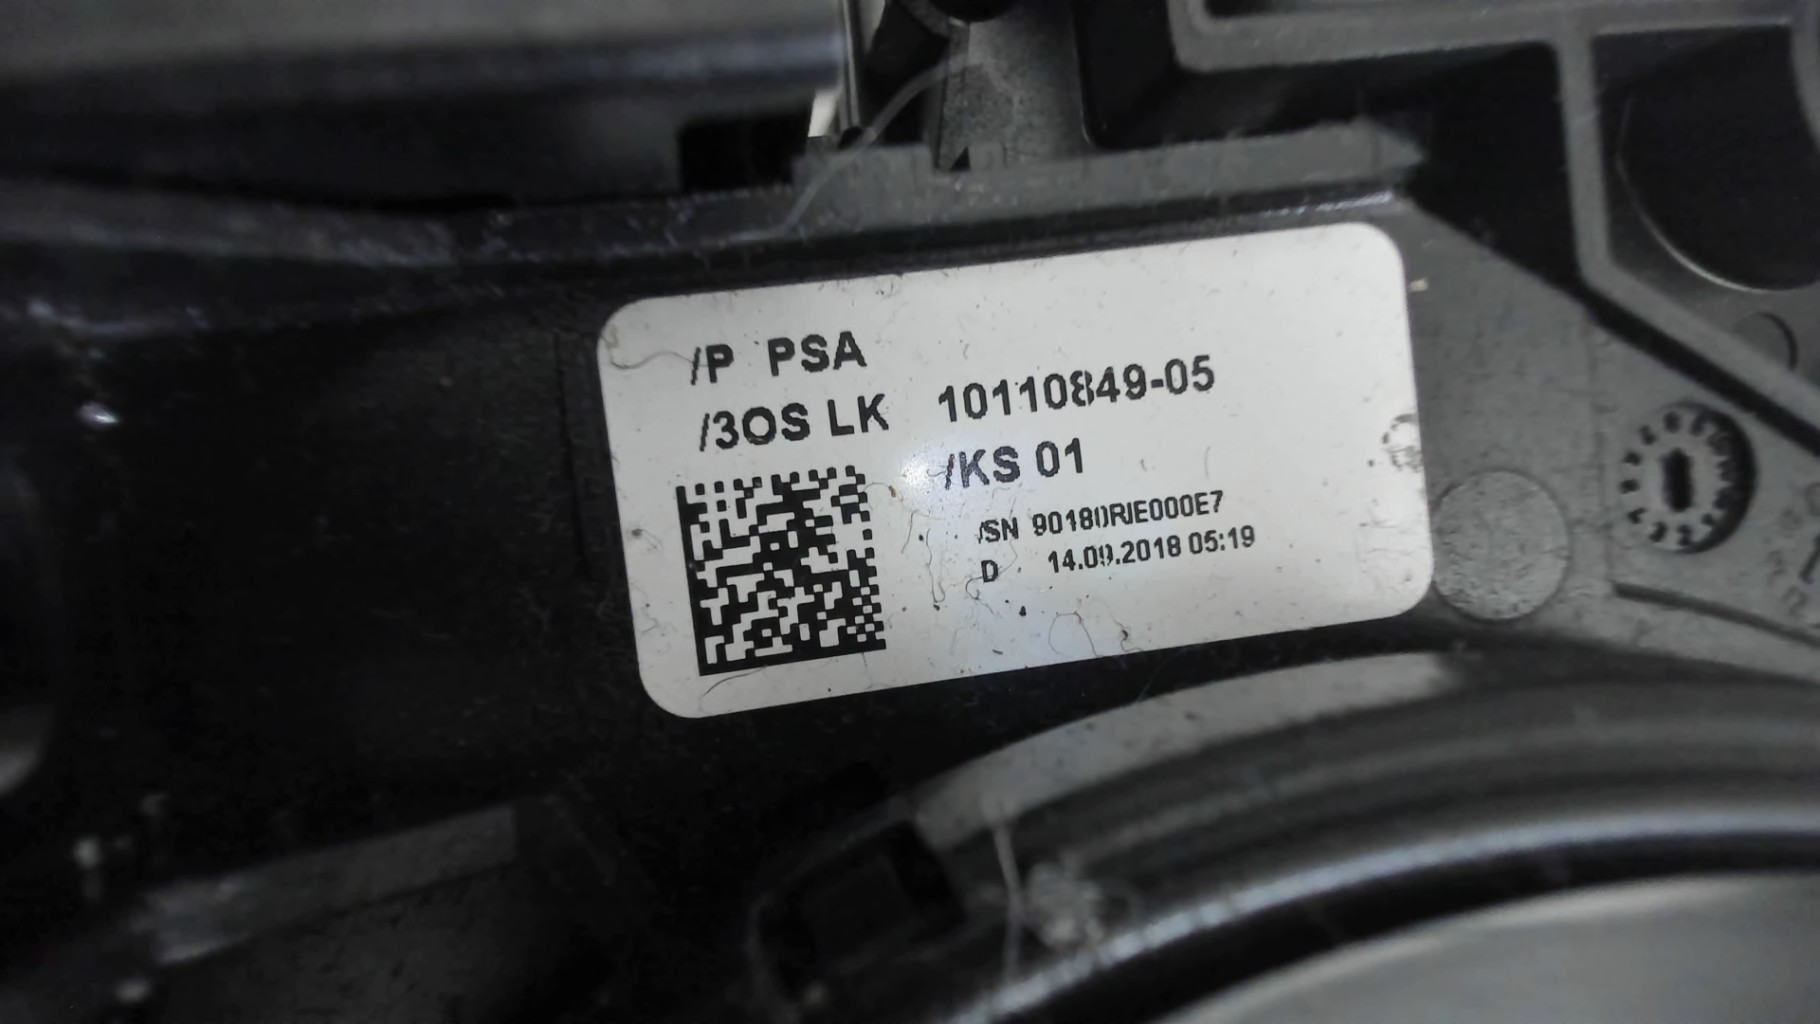 /P PSA
/3OS LK 10110849-05
/KS 01
/SN 90180RJE000E7
D 14.09.2018 05:19